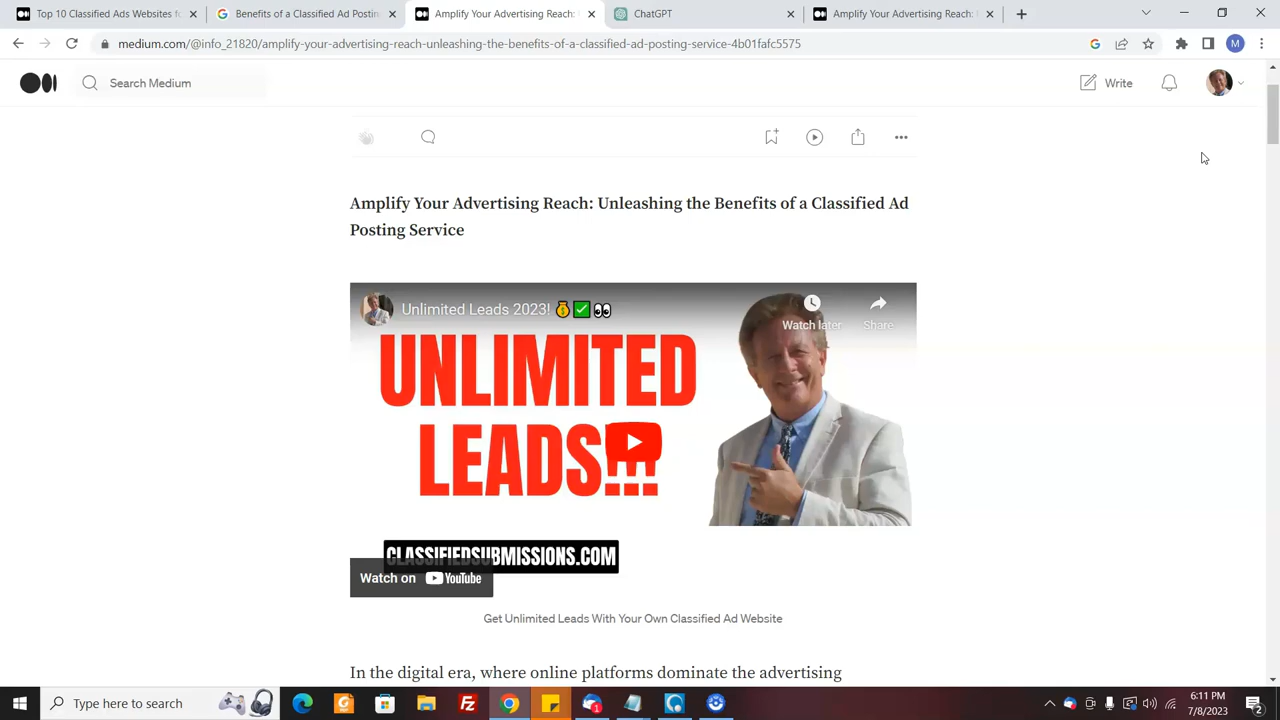 Top 10 Classified Ads Websites f
Benefits of a Classified Ad Posting
Amplify Your Advertising Reach:
ChatGPT
Amplify Your Advertising Reach:
medium.com/@info_21820/amplify-your-advertising-reach-unleashing-the-benefits-of-a-classified-ad-posting-service-4b01fafc5575
M
Search Medium
Write
Amplify Your Advertising Reach: Unleashing the Benefits of a Classified Ad
Posting Service
Unlimited Leads 2023!
Watch later
Share
UNLIMITED
LEADS!!!
CLASSIFIEDSUBMISSIONS.COM
Watch on YouTube
Get Unlimited Leads With Your Own Classified Ad Website
In the digital era, where online platforms dominate the advertising
Type here to search
1
6:11 PM
7/8/2023
2